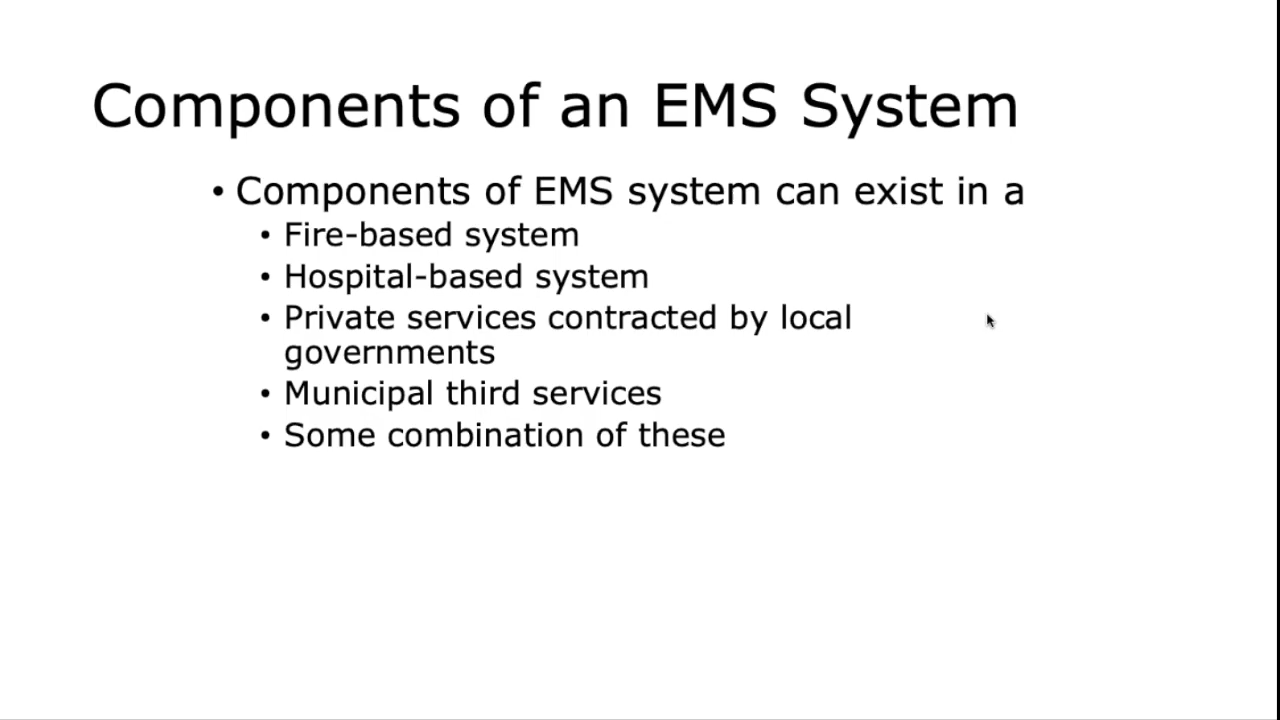 Components of an EMS System
• Components of EMS system can exist in a
• Fire-based system
• Hospital-based system
• Private services contracted by local
governments
• Municipal third services
• Some combination of these